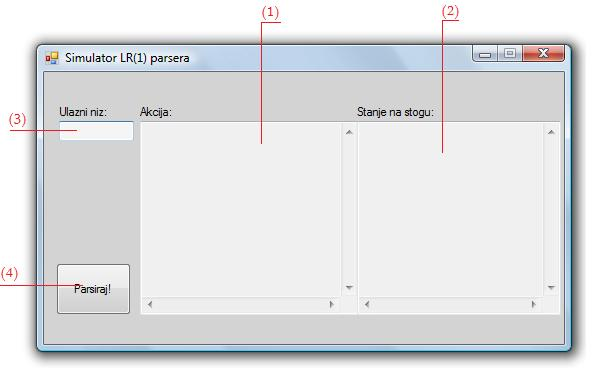 (1)
(2)
Simulator LR(1) parsera
Ulazni niz: Akcija: Stanje na stogu:
(3)
(4)
Parsiraj!